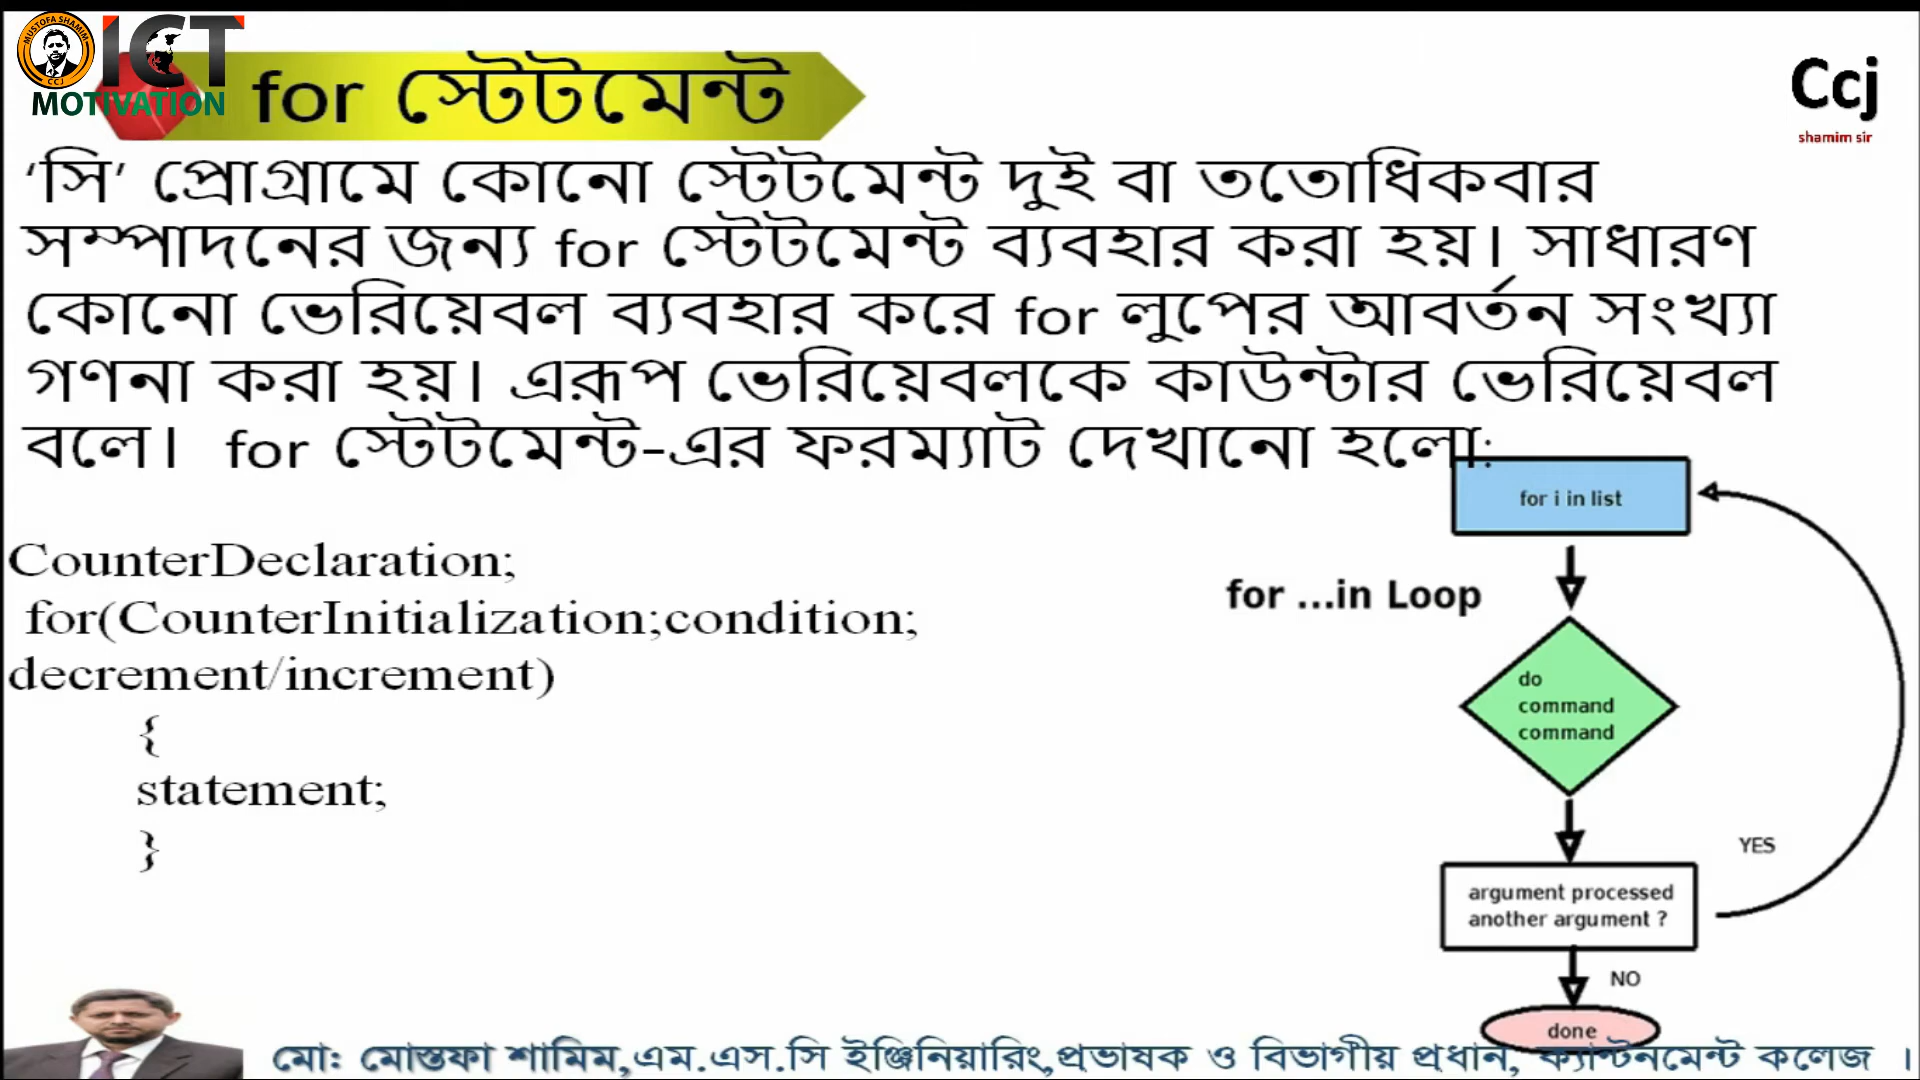 MUSTOFA SHAMIM
CCJ
ICT
MOTIVATION
for স্টেটমেন্ট
Ccj
shamim sir
‘সি’ প্রোগ্রামে কোনো স্টেটমেন্ট দুই বা ততোধিকবার
সম্পাদনের জন্য for স্টেটমেন্ট ব্যবহার করা হয়। সাধারণ
কোনো ভেরিয়েবল ব্যবহার করে for লুপের আবর্তন সংখ্যা
গণনা করা হয়। এরূপ ভেরিয়েবলকে কাউন্টার ভেরিয়েবল
বলে। for স্টেটমেন্ট-এর ফরম্যাট দেখানো হলো:
CounterDeclaration;
for(CounterInitialization;condition;
decrement/increment)
{
statement;
}
for i in list
for ...in Loop
do
command
command
YES
argument processed
another argument ?
NO
done
মো: মোস্তফা শামিম,এম.এস.সি ইঞ্জিনিয়ারিং,প্রভাষক ও বিভাগীয় প্রধান, ক্যান্টনমেন্ট কলেজ ।